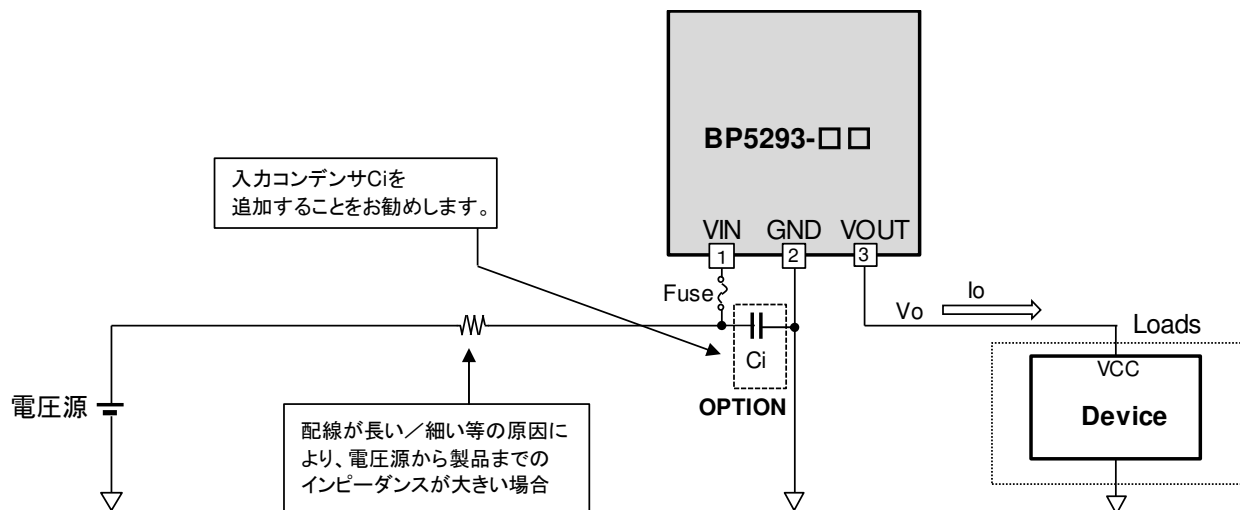 BP5293-□□
入力コンデンサCiを
追加することをお勧めします。
VIN GND VOUT
1 2 3
Fuse
Ci
OPTION
Vo
Io
Loads
VCC
Device
電圧源
配線が長い／細い等の原因に
より、電圧源から製品までの
インピーダンスが大きい場合